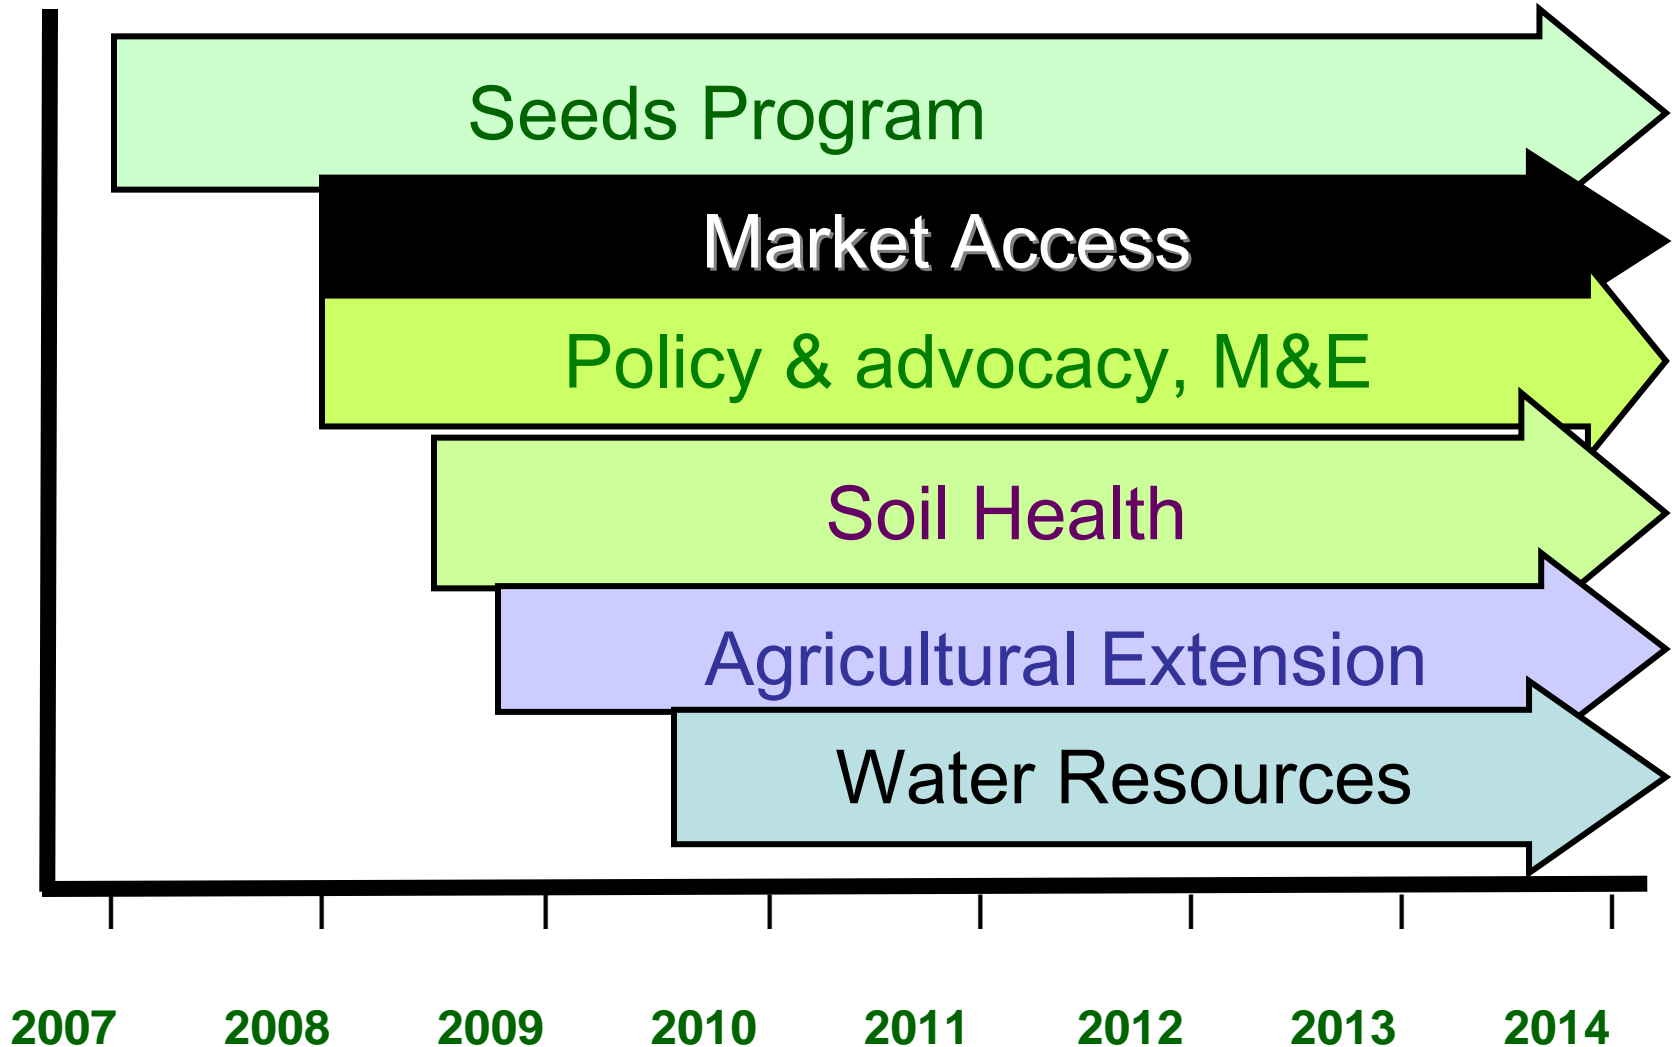 Seeds Program
Market Access
Policy & advocacy, M&E
Soil Health
Agricultural Extension
Water Resources
2007 2008 2009 2010 2011 2012 2013 2014